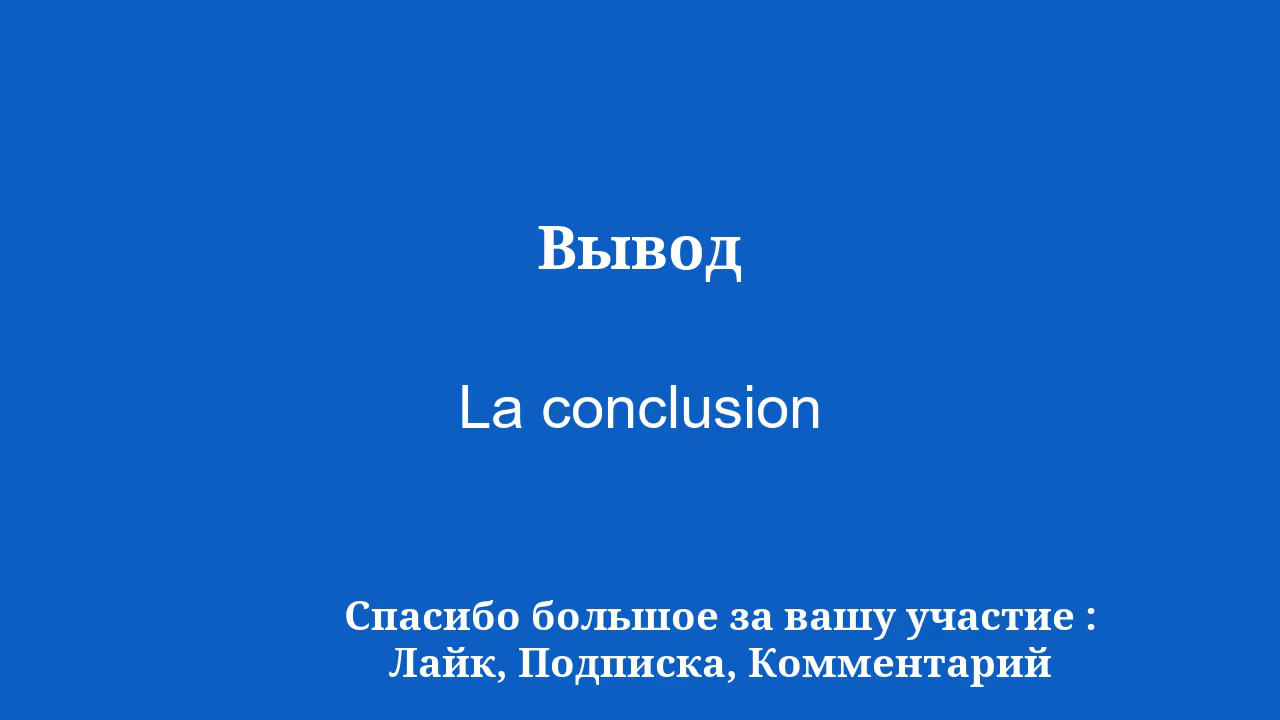 Вывод
La conclusion
Спасибо большое за вашу участие :
Лайк, Подписка, Комментарий